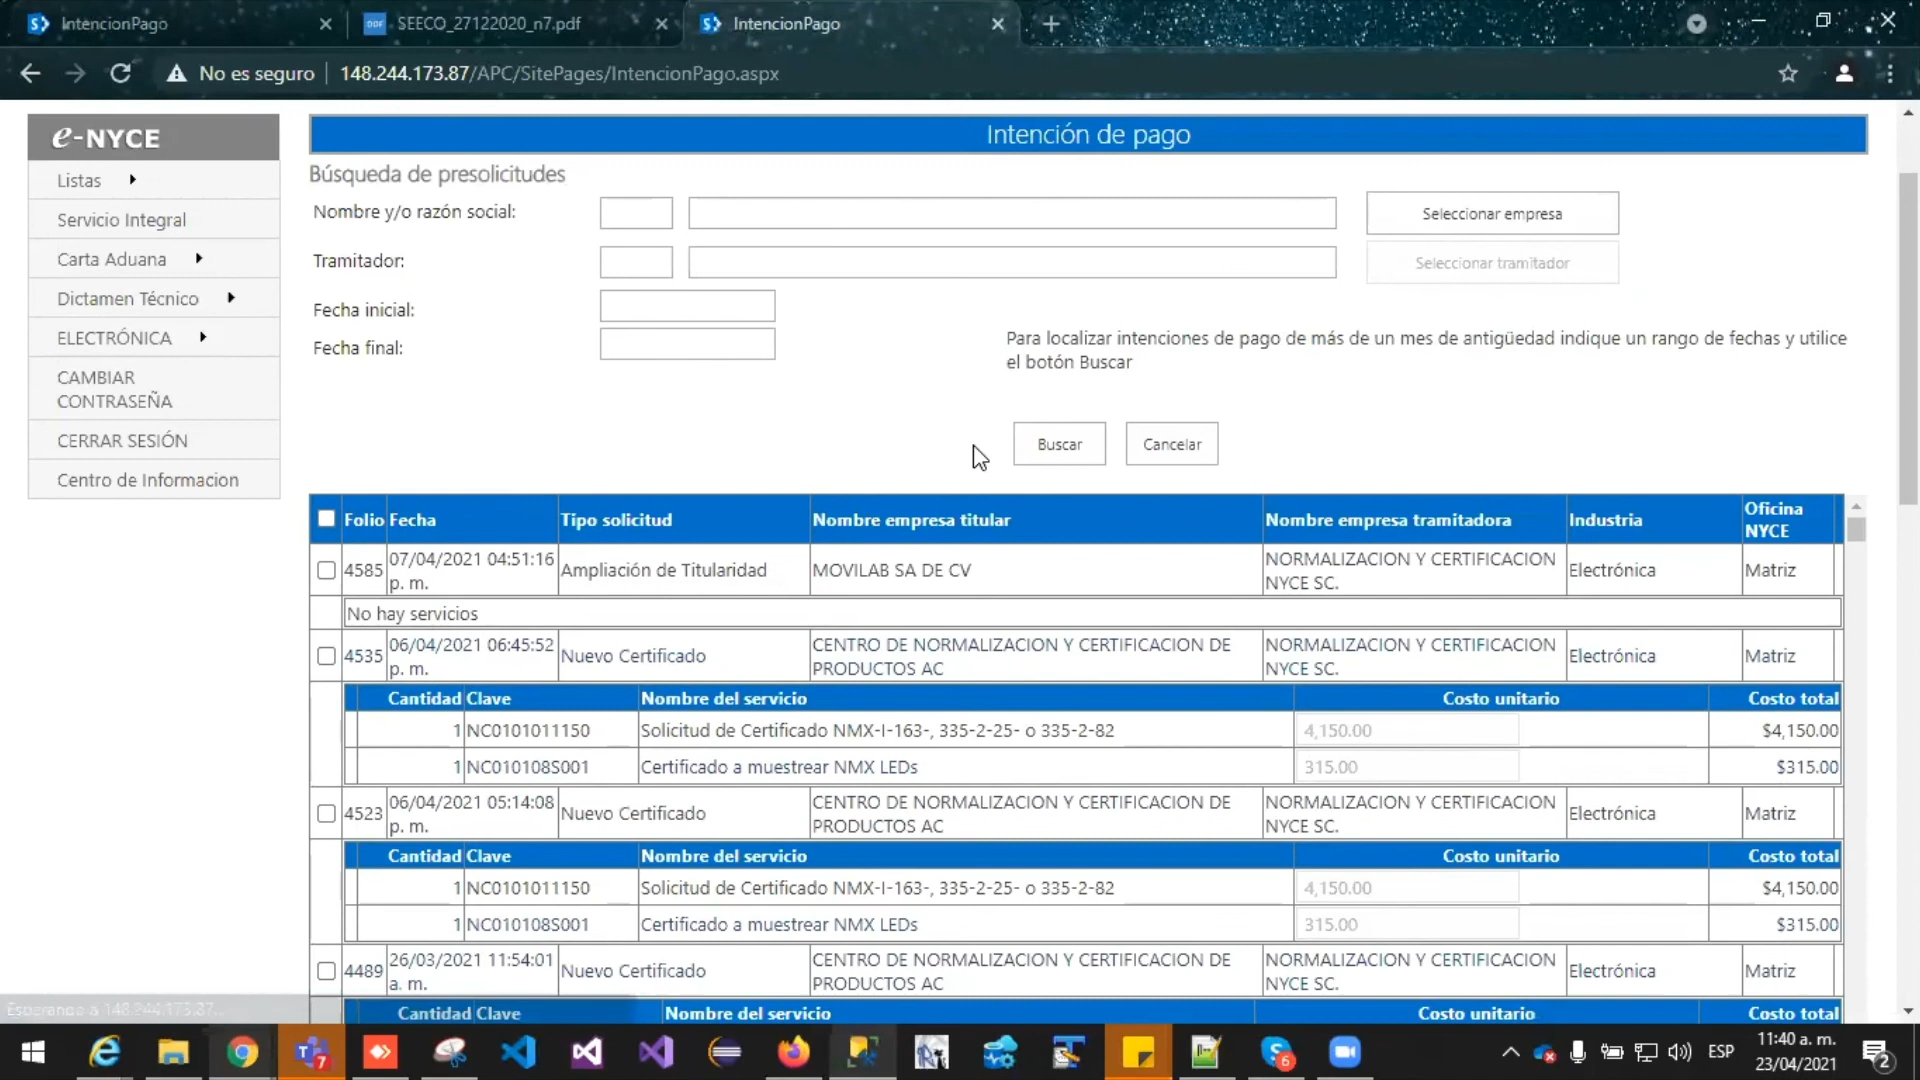 IntencionPago
SEECO_27122020_n7.pdf
IntencionPago
No es seguro
148.244.173.87/APC/SitePages/IntencionPago.aspx
e-NYCE
Listas
Servicio Integral
Carta Aduana
Dictamen Técnico
ELECTRÓNICA
CAMBIAR
CONTRASEÑA
CERRAR SESIÓN
Centro de Informacion
Intención de pago
Búsqueda de presolicitudes
Nombre y/o razón social:
Seleccionar empresa
Tramitador:
Seleccionar tramitador
Fecha inicial:
Fecha final:
Para localizar intenciones de pago de más de un mes de antigüedad indique un rango de fechas y utilice
el botón Buscar
Buscar
Cancelar
Folio Fecha Tipo solicitud Nombre empresa titular Nombre empresa tramitadora Industria Oficina
NYCE
4585 07/04/2021 04:51:16
p. m.
Ampliación de Titularidad
MOVILAB SA DE CV
NORMALIZACION Y CERTIFICACION
NYCE SC.
Electrónica
Matriz
No hay servicios
4535 06/04/2021 06:45:52
p. m.
Nuevo Certificado
CENTRO DE NORMALIZACION Y CERTIFICACION DE
PRODUCTOS AC
NORMALIZACION Y CERTIFICACION
NYCE SC.
Electrónica
Matriz
Cantidad Clave Nombre del servicio Costo unitario Costo total
1 NC0101011150 Solicitud de Certificado NMX-I-163-, 335-2-25- o 335-2-82 4,150.00 $4,150.00
1 NC010108S001 Certificado a muestrear NMX LEDs 315.00 $315.00
4523 06/04/2021 05:14:08
p. m.
Nuevo Certificado
CENTRO DE NORMALIZACION Y CERTIFICACION DE
PRODUCTOS AC
NORMALIZACION Y CERTIFICACION
NYCE SC.
Electrónica
Matriz
Cantidad Clave Nombre del servicio Costo unitario Costo total
1 NC0101011150 Solicitud de Certificado NMX-I-163-, 335-2-25- o 335-2-82 4,150.00 $4,150.00
1 NC010108S001 Certificado a muestrear NMX LEDs 315.00 $315.00
4489 26/03/2021 11:54:01
a. m.
Nuevo Certificado
CENTRO DE NORMALIZACION Y CERTIFICACION DE
PRODUCTOS AC
NORMALIZACION Y CERTIFICACION
NYCE SC.
Electrónica
Matriz
Esperando a 148.244.173.87...
Cantidad Clave Nombre del servicio Costo unitario Costo total
7
6
ESP
11:40 a. m.
23/04/2021
2